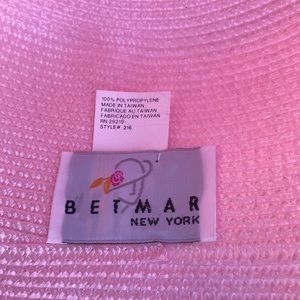 100% POLYPROPYLENE
MADE IN TAIWAN
FABRIQUE AU TAIWAN
FABRICADO EN TAIWAN
RN 29219
STYLE#: 216
BETMAR
NEW YORK